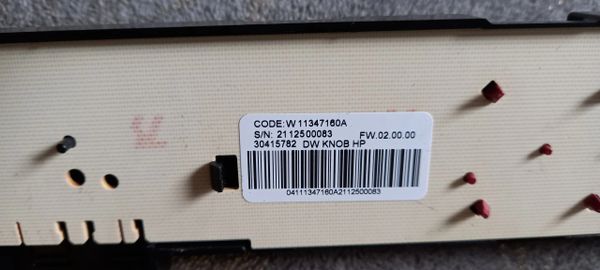 CODE: W11347160A
S/N: 2112500083 FW.02.00.00
30415782 DW KNOB HP
04111347160A2112500083